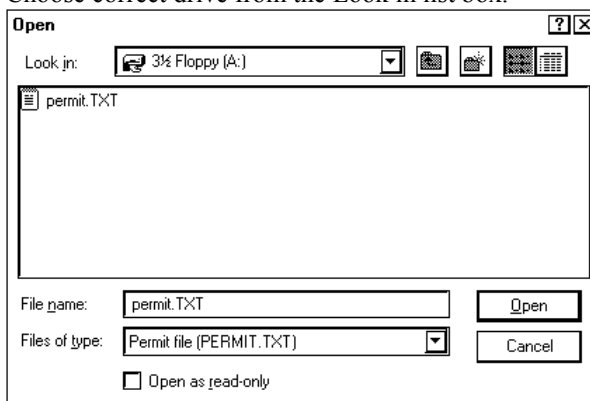 Choose correct drive from the Look in list box.
Open
Look in: 3½ Floppy (A:)
permit.TXT
File name: permit.TXT Open
Files of type: Permit file (PERMIT.TXT) Cancel
Open as read-only